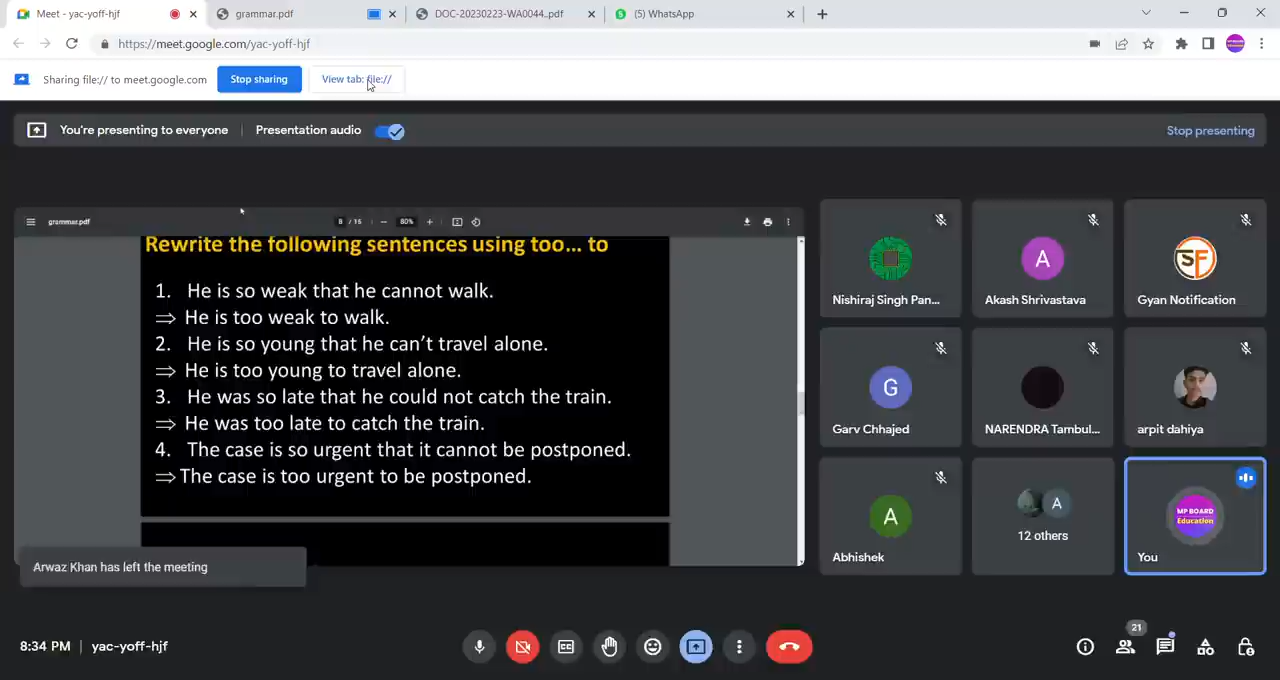 Meet - yac-yoff-hjf
grammar.pdf
DOC-20230223-WA0044..pdf
(5) WhatsApp
https://meet.google.com/yac-yoff-hjf
Sharing file:// to meet.google.com
Stop sharing
View tab: file://
You're presenting to everyone
Presentation audio
Stop presenting
grammar.pdf
/ 15
80%
Rewrite the following sentences using too... to
1. He is so weak that he cannot walk.
⇒ He is too weak to walk.
2. He is so young that he can't travel alone.
⇒ He is too young to travel alone.
3. He was so late that he could not catch the train.
⇒ He was too late to catch the train.
4. The case is so urgent that it cannot be postponed.
⇒ The case is too urgent to be postponed.
Arwaz Khan has left the meeting
Nishiraj Singh Pan...
A
Akash Shrivastava
SF
Gyan Notification
G
Garv Chhajed
NARENDRA Tambul...
arpit dahiya
A
Abhishek
A
12 others
MP BOARD
Education
You
8:34 PM | yac-yoff-hjf
21